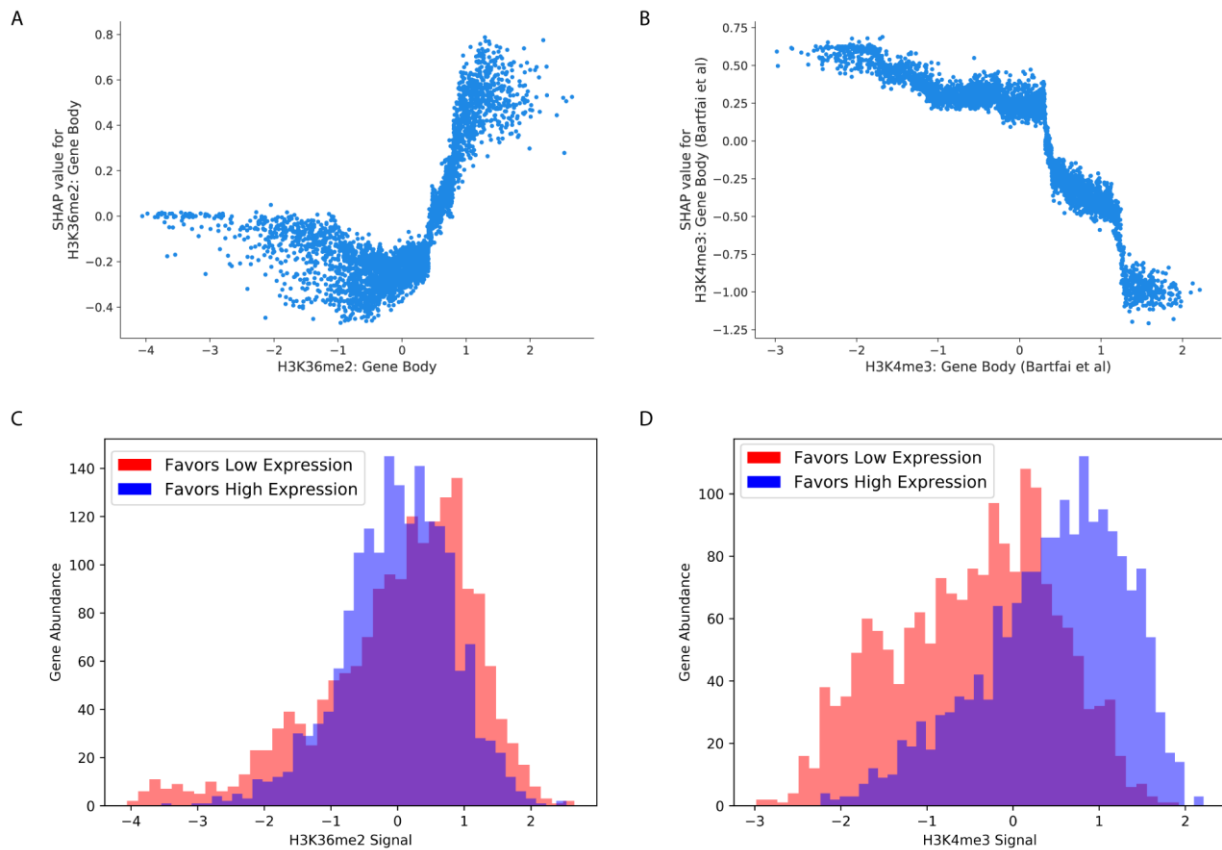 A
0.8
0.6
0.4
0.2
0.0
−0.2
−0.4
SHAP value for
H3K36me2: Gene Body
−4 −3 −2 −1 0 1 2
H3K36me2: Gene Body
B
1.00
0.75
0.50
0.25
0.00
−0.25
−0.50
−0.75
−1.00
−1.25
SHAP value for
H3K4me3: Gene Body (Bartfai et al)
−3 −2 −1 0 1 2
H3K4me3: Gene Body (Bartfai et al)
C
Favors Low Expression
Favors High Expression
140
120
100
80
60
40
20
0
Gene Abundance
−4 −3 −2 −1 0 1 2
H3K36me2 Signal
D
Favors Low Expression
Favors High Expression
100
80
60
40
20
0
Gene Abundance
−3 −2 −1 0 1 2
H3K4me3 Signal